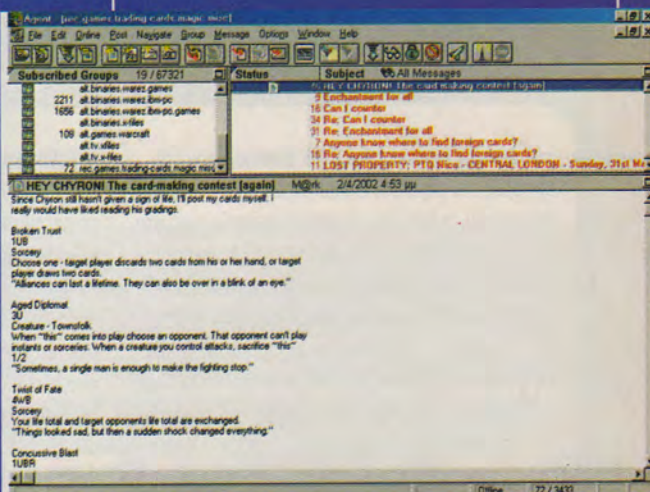 Agent - [rec.games.trading-cards.magic.misc]
File Edit Online Post Navigate Group Message Options Window Help
Subscribed Groups 19 / 67321
alt.binaries.warez.games
2211 alt.binaries.warez.ibm-pc
1656 alt.binaries.warez.ibm-pc.games
alt.binaries.x-files
109 alt.games.warcraft
alt.tv.xfiles
alt.tv.x-files
72 rec.games.trading-cards.magic.misc
Status Subject All Messages
HEY CHYRON! The card-making contest [again]
9 Enchantment for all
16 Can I counter
34 Re: Can I counter
31 Re: Enchantment for all
7 Anyone know where to find foreign cards?
18 Re: Anyone know where to find foreign cards?
11 LOST PROPERTY: PTQ Nice - CENTRAL LONDON - Sunday, 31st Ma
HEY CHYRON! The card-making contest [again] M@rk 2/4/2002 4:53 μμ
Since Chyron still hasn't given a sign of life, I'll post my cards myself. I
really would have liked reading his gradings.
Broken Trust
1UB
Sorcery
Choose one - target player discards two cards from his or her hand, or target
player draws two cards.
"Alliances can last a lifetime. They can also be over in a blink of an eye."
Aged Diplomat
3U
Creature - Townsfolk
When "this" comes into play choose an opponent. That opponent can't play
instants or sorceries. When a creature you control attacks, sacrifice "this"
1/2
"Sometimes, a single man is enough to make the fighting stop."
Twist of Fate
4WB
Sorcery
Your life total and target opponents life total are exchanged.
"Things looked sad, but then a sudden shock changed everything."
Concussive Blast
1UBR
Offline 72 / 3433